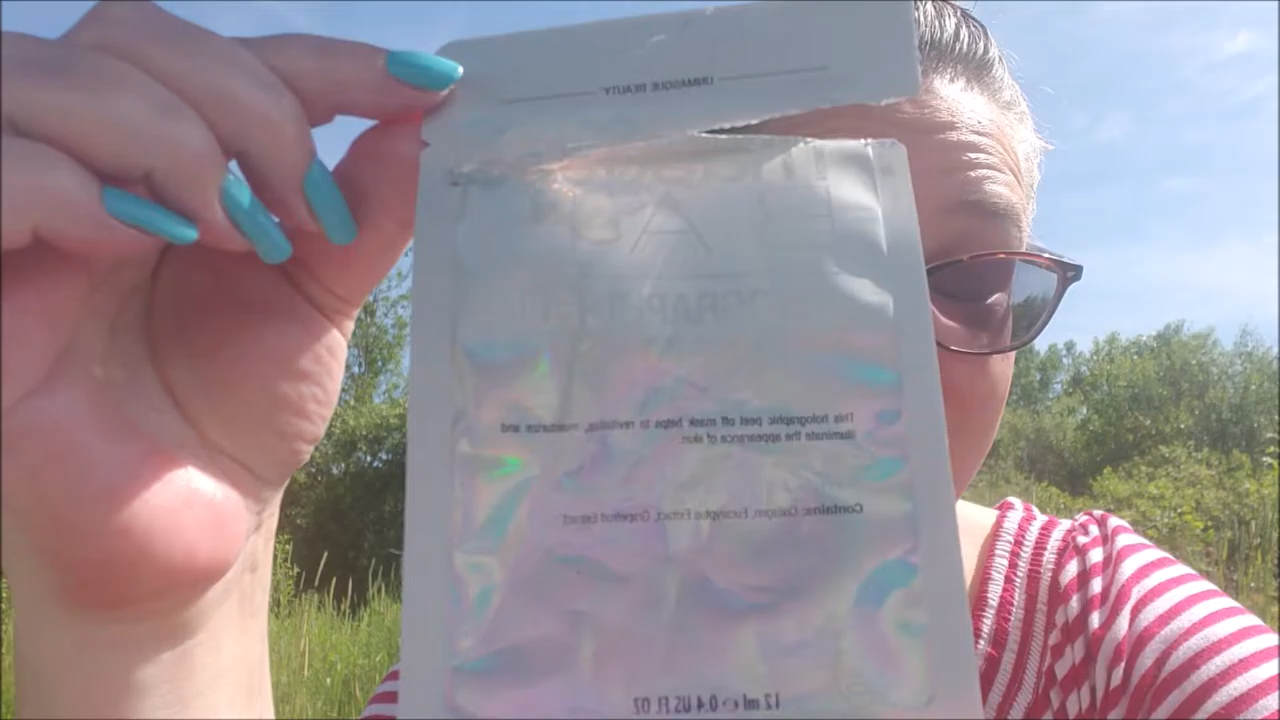 UNMASQUE BEAUTY
A
This holographic peel off mask helps to revitalise, moisturize and
illuminate the appearance of skin.
Contains: Collagen, Eucalyptus Extract, Grapefruit Extract
12 ml e 0.4 US FL OZ